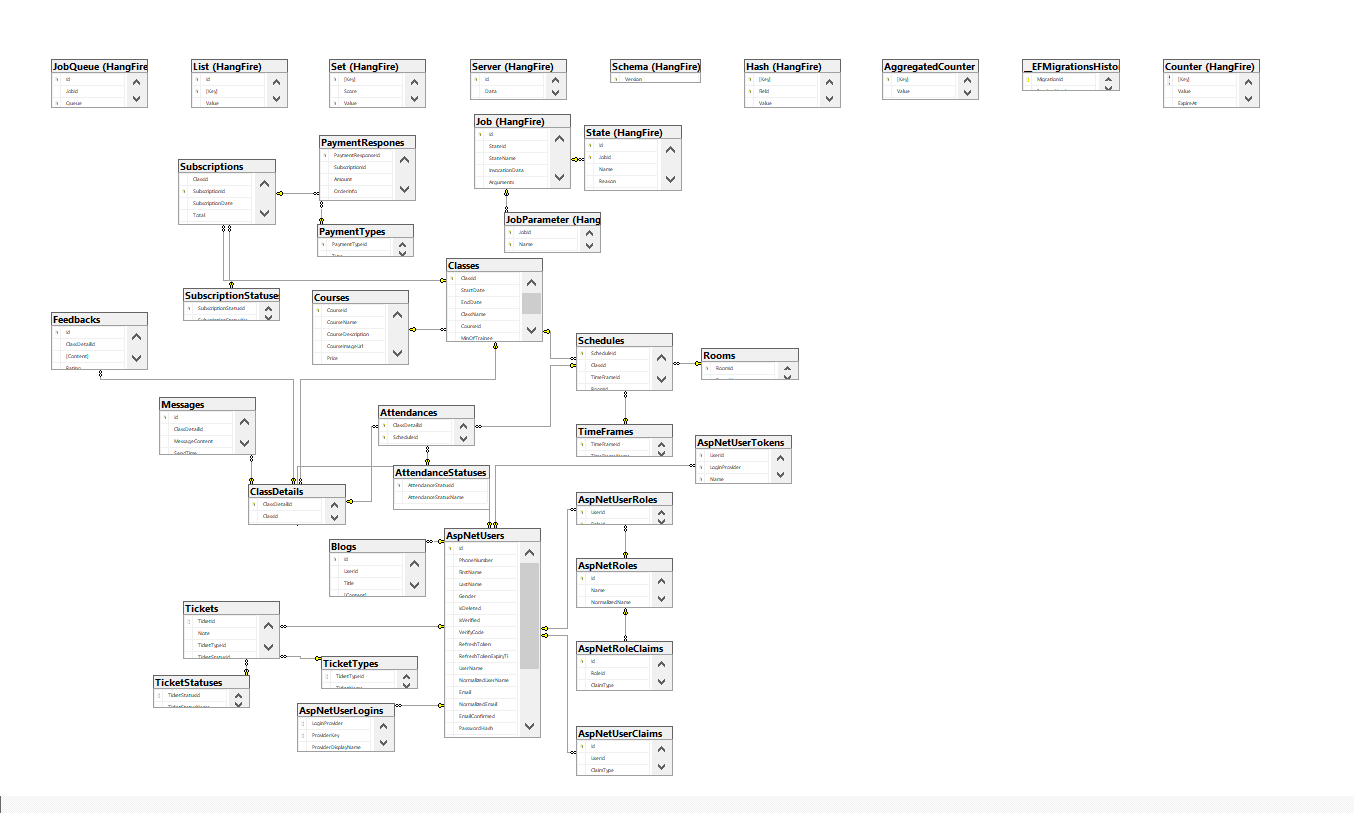 JobQueue (HangFire
Id
JobId
Queue
List (HangFire)
Id
[Key]
Value
Set (HangFire)
[Key]
Score
Value
Server (HangFire)
Id
Data
Schema (HangFire)
Version
Hash (HangFire)
[Key]
Field
Value
AggregatedCounter
[Key]
Value
__EFMigrationsHisto
MigrationId
Counter (HangFire)
[Key]
Value
ExpireAt
Job (HangFire)
Id
StateId
StateName
InvocationData
Arguments
State (HangFire)
Id
JobId
Name
Reason
PaymentRespones
PaymentResponseId
SubscriptionId
Amount
OrderInfo
Subscriptions
ClassId
SubscriptionId
SubscriptionDate
Total
JobParameter (Hang
JobId
Name
PaymentTypes
PaymentTypeId
Type
Classes
ClassId
StartDate
EndDate
ClassName
CourseId
MinOfTrainee
SubscriptionStatuses
SubscriptionStatusId
Courses
CourseId
CourseName
CourseDescription
CourseImageUrl
Price
Feedbacks
Id
ClassDetailId
[Content]
Rating
Schedules
ScheduleId
ClassId
TimeFrameId
RoomId
Rooms
RoomId
Messages
Id
ClassDetailId
MessageContent
SendTime
Attendances
ClassDetailId
ScheduleId
TimeFrames
TimeFrameId
TimeFrameName
AspNetUserTokens
UserId
LoginProvider
Name
AttendanceStatuses
AttendanceStatusId
AttendanceStatusName
ClassDetails
ClassDetailId
ClassId
AspNetUserRoles
UserId
RoleId
AspNetUsers
Id
PhoneNumber
FirstName
LastName
Gender
IsDeleted
IsVerified
VerifyCode
RefreshToken
RefreshTokenExpiryTi
UserName
NormalizedUserName
Email
NormalizedEmail
EmailConfirmed
PasswordHash
Blogs
Id
UserId
Title
[Content]
AspNetRoles
Id
Name
NormalizedName
Tickets
TicketId
Note
TicketTypeId
TicketStatusId
AspNetRoleClaims
Id
RoleId
ClaimType
TicketTypes
TicketTypeId
TicketStatuses
TicketStatusId
AspNetUserLogins
LoginProvider
ProviderKey
ProviderDisplayName
AspNetUserClaims
Id
UserId
ClaimType